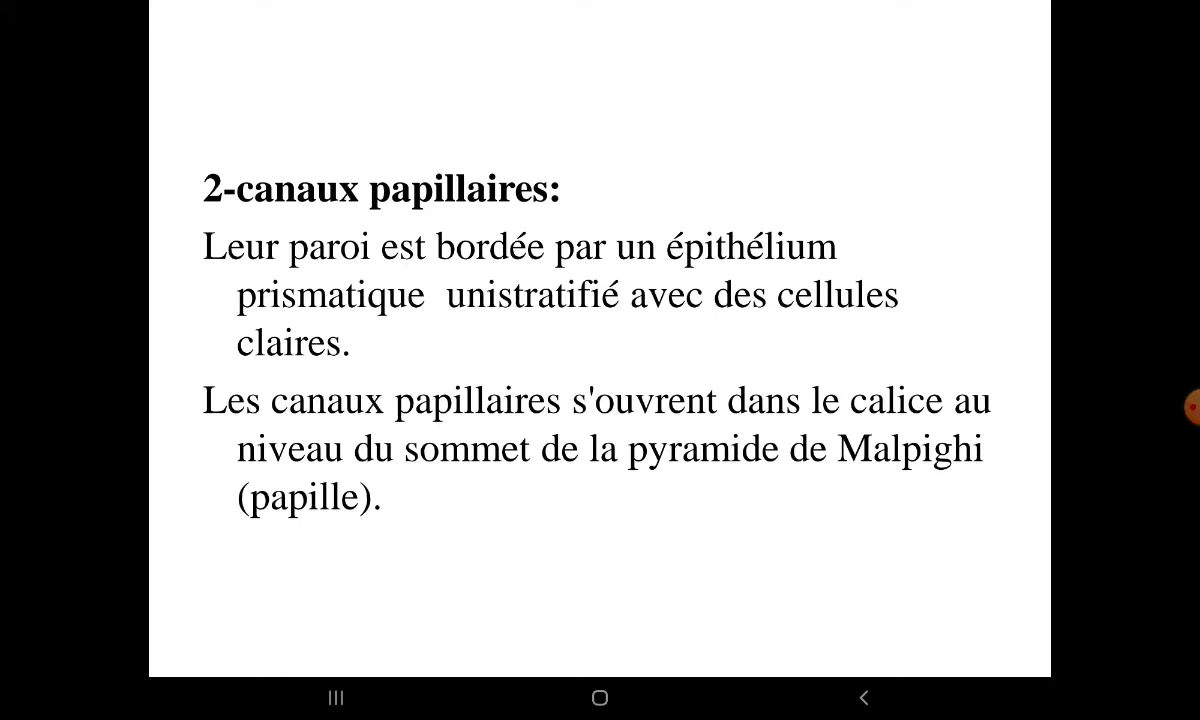 2-canaux papillaires:
Leur paroi est bordée par un épithélium
prismatique  unistratifié avec des cellules
claires.
Les canaux papillaires s'ouvrent dans le calice au
niveau du sommet de la pyramide de Malpighi
(papille).